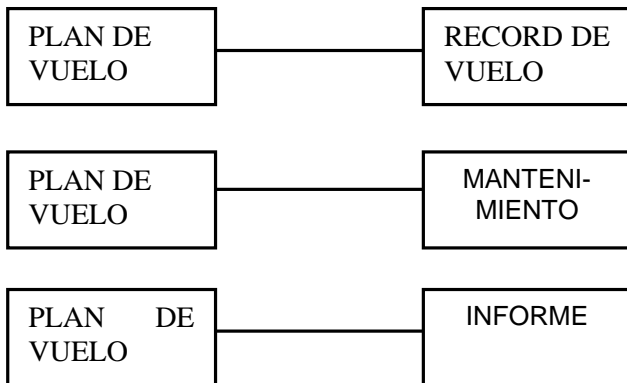 PLAN DE
VUELO
RECORD DE
VUELO
PLAN DE
VUELO
MANTENI-
MIENTO
PLAN DE
VUELO
INFORME